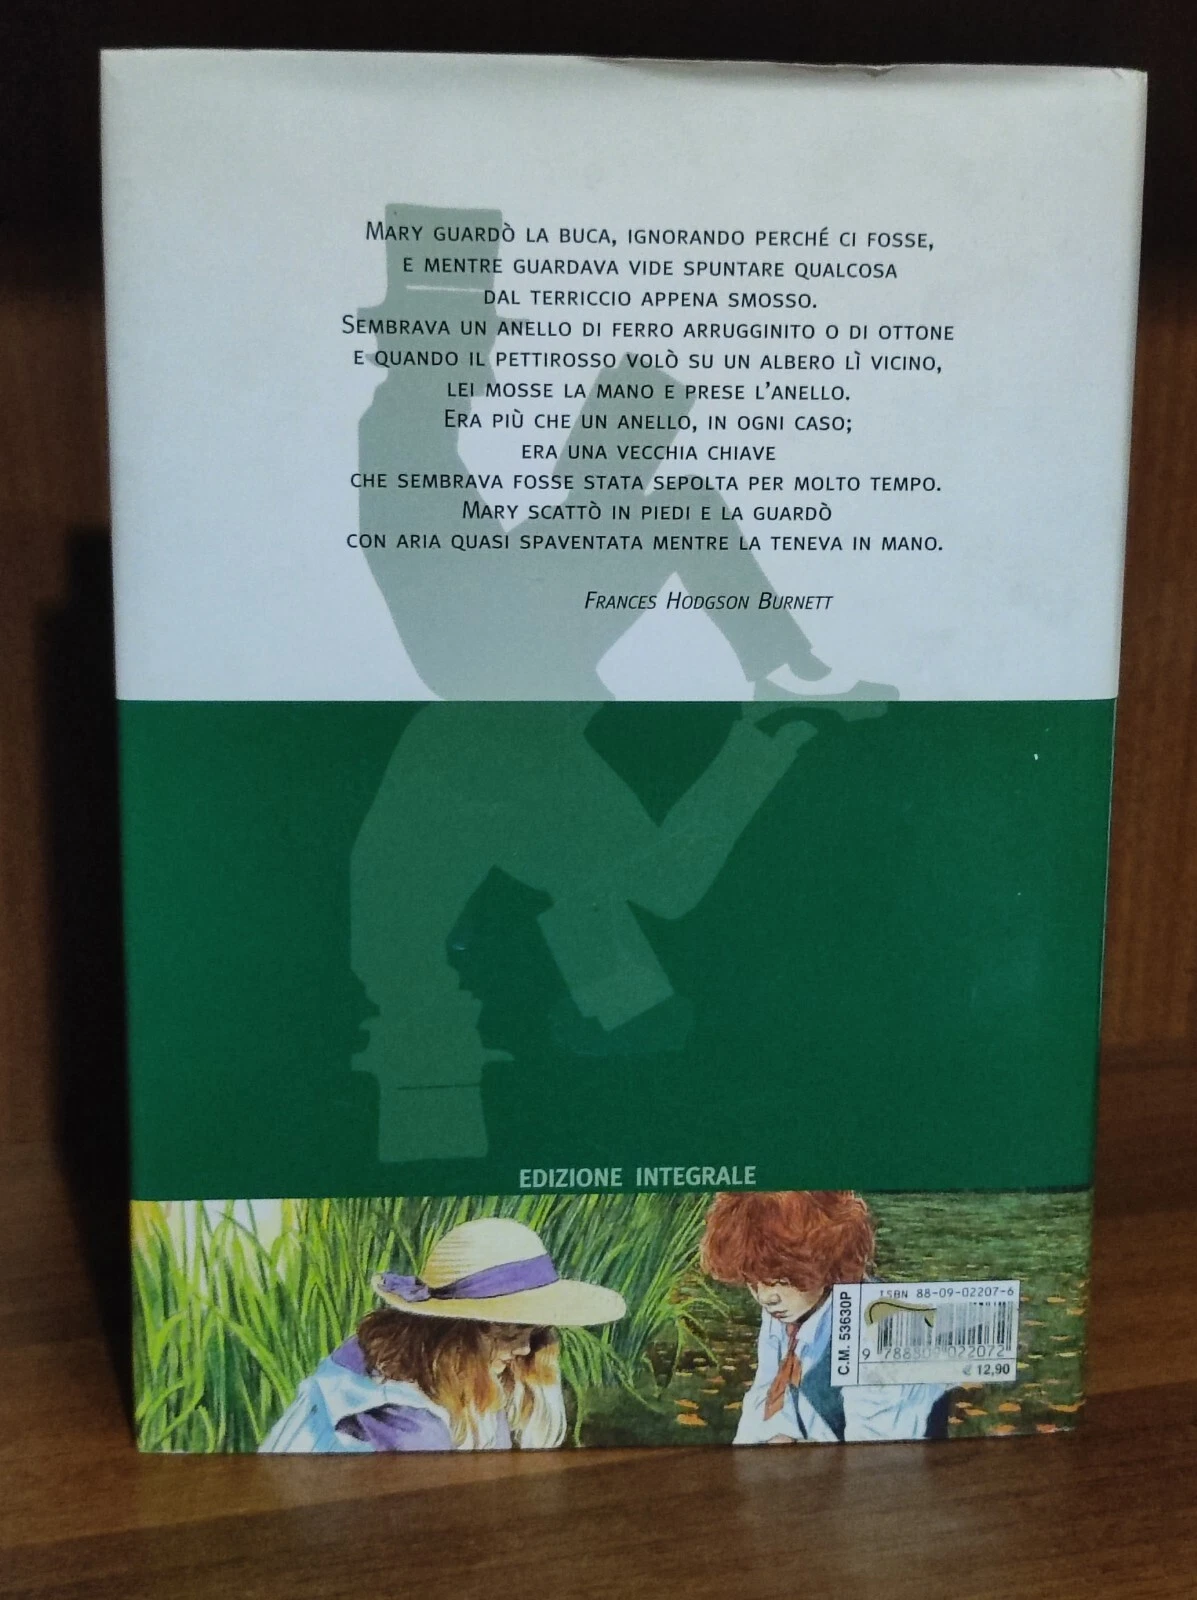 MARY GUARDÒ LA BUCA, IGNORANDO PERCHÉ CI FOSSE,
E MENTRE GUARDAVA VIDE SPUNTARE QUALCOSA
DAL TERRICCIO APPENA SMOSSO.
SEMBRAVA UN ANELLO DI FERRO ARRUGGINITO O DI OTTONE
E QUANDO IL PETTIROSSO VOLÒ SU UN ALBERO LÌ VICINO,
LEI MOSSE LA MANO E PRESE L'ANELLO.
ERA PIÙ CHE UN ANELLO, IN OGNI CASO;
ERA UNA VECCHIA CHIAVE
CHE SEMBRAVA FOSSE STATA SEPOLTA PER MOLTO TEMPO.
MARY SCATTÒ IN PIEDI E LA GUARDÒ
CON ARIA QUASI SPAVENTATA MENTRE LA TENEVA IN MANO.
FRANCES HODGSON BURNETT
EDIZIONE INTEGRALE
C.M. 53630P
ISBN 88-09-02207-6
9 788809 022072
€ 12,90